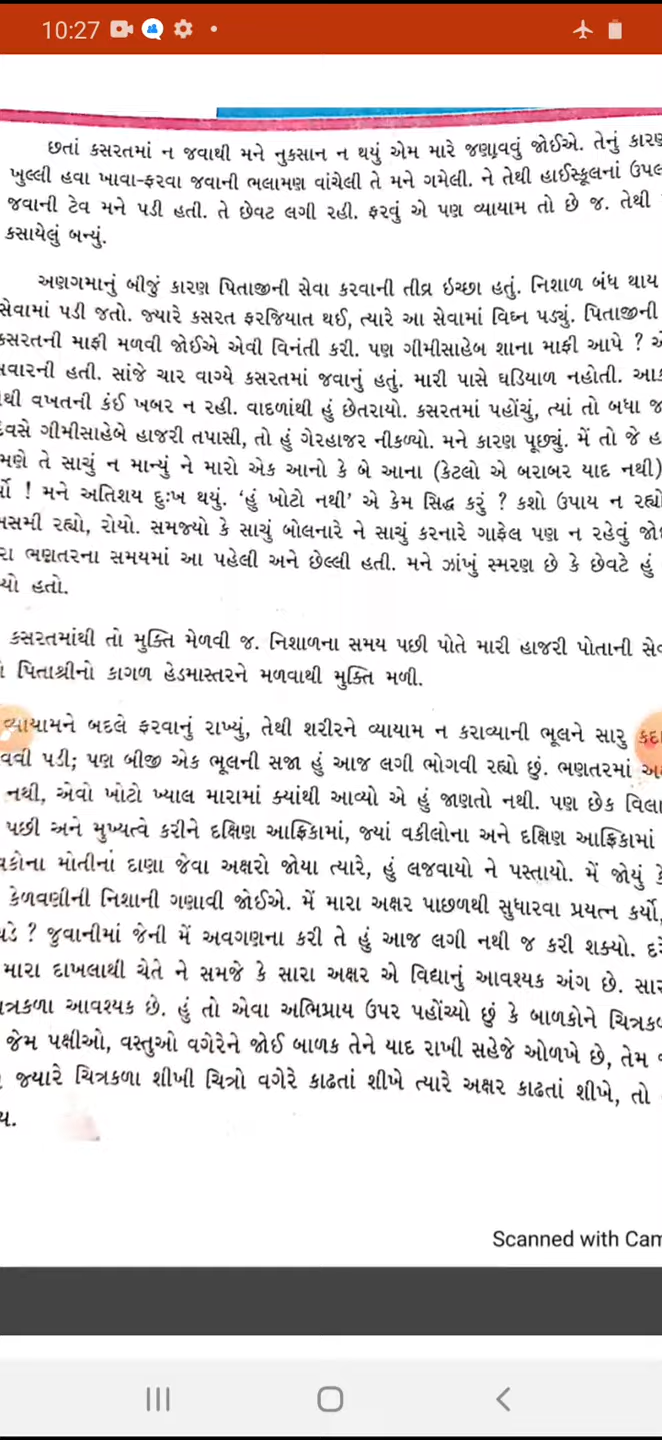 10:27
છતાં કસરતમાં ન જવાથી મને નુકસાન ન થયું એમ મારે જણાવવું જોઈએ. તેનું કારણ
ખુલ્લી હવા ખાવા-ફરવા જવાની ભલામણ વાંચેલી તે મને ગમેલી. ને તેથી હાઈસ્કૂલનાં ઉપલ
જવાની ટેવ મને પડી હતી. તે છેવટ લગી રહી. ફરવું એ પણ વ્યાયામ તો છે જ. તેથી
કસાયેલું બન્યું.
અણગમાનું બીજું કારણ પિતાજીની સેવા કરવાની તીવ્ર ઇચ્છા હતું. નિશાળ બંધ થાય
સેવામાં પડી જતો. જ્યારે કસરત ફરજિયાત થઈ, ત્યારે આ સેવામાં વિઘ્ન પડ્યું. પિતાજીની
કસરતની માફી મળવી જોઈએ એવી વિનંતી કરી. પણ ગીમીસાહેબ શાના માફી આપે ?
સવારની હતી. સાંજે ચાર વાગ્યે કસરતમાં જવાનું હતું. મારી પાસે ઘડિયાળ નહોતી. આક
થી વખતની કંઈ ખબર ન રહી. વાદળાંથી હું છેતરાયો. કસરતમાં પહોંચું, ત્યાં તો બધા જ
વસે ગીમીસાહેબે હાજરી તપાસી, તો હું ગેરહાજર નીકળ્યો. મને કારણ પૂછ્યું. મેં તો જે હ
મણે તે સાચું ન માન્યું ને મારો એક આનો કે બે આના (કેટલો એ બરાબર યાદ નથી)
ર્યો ! મને અતિશય દુઃખ થયું. ‘હું ખોટો નથી’ એ કેમ સિદ્ધ કરું ? કશો ઉપાય ન રહ્યો
મસમી રહ્યો, રોયો. સમજ્યો કે સાચું બોલનારે ને સાચું કરનારે ગાફેલ પણ ન રહેવું જો
રા ભણતરના સમયમાં આ પહેલી અને છેલ્લી હતી. મને ઝાંખું સ્મરણ છે કે છેવટે હું
યો હતો.
કસરતમાંથી તો મુક્તિ મેળવી જ. નિશાળના સમય પછી પોતે મારી હાજરી પોતાની સે
પિતાશ્રીનો કાગળ હેડમાસ્તરને મળવાથી મુક્તિ મળી.
વ્યાયામને બદલે ફરવાનું રાખ્યું, તેથી શરીરને વ્યાયામ ન કરાવ્યાની ભૂલને સારુ કદા
વવી પડી; પણ બીજી એક ભૂલની સજા હું આજ લગી ભોગવી રહ્યો છું. ભણતરમાં અ
નથી, એવો ખોટો ખ્યાલ મારામાં ક્યાંથી આવ્યો એ હું જાણતો નથી. પણ છેક વિલા
પછી અને મુખ્યત્વે કરીને દક્ષિણ આફ્રિકામાં, જ્યાં વકીલોના અને દક્ષિણ આફ્રિકામાં
વકોના મોતીનાં દાણા જેવા અક્ષરો જોયા ત્યારે, હું લજવાયો ને પસ્તાયો. મેં જોયું કે
કેળવણીની નિશાની ગણાવી જોઈએ. મેં મારા અક્ષર પાછળથી સુધારવા પ્રયત્ન કર્યો,
ઘડે ? જુવાનીમાં જેની મેં અવગણના કરી તે હું આજ લગી નથી જ કરી શક્યો. દરે
મારા દાખલાથી ચેતે ને સમજે કે સારા અક્ષર એ વિદ્યાનું આવશ્યક અંગ છે. સાર
ત્રકળા આવશ્યક છે. હું તો એવા અભિપ્રાય ઉપર પહોંચ્યો છું કે બાળકોને ચિત્રક
જેમ પક્ષીઓ, વસ્તુઓ વગેરેને જોઈ બાળક તેને યાદ રાખી સહેજે ઓળખે છે, તેમ
જ્યારે ચિત્રકળા શીખી ચિત્રો વગેરે કાઢતાં શીખે ત્યારે અક્ષર કાઢતાં શીખે, તો
ય.
Scanned with Cam